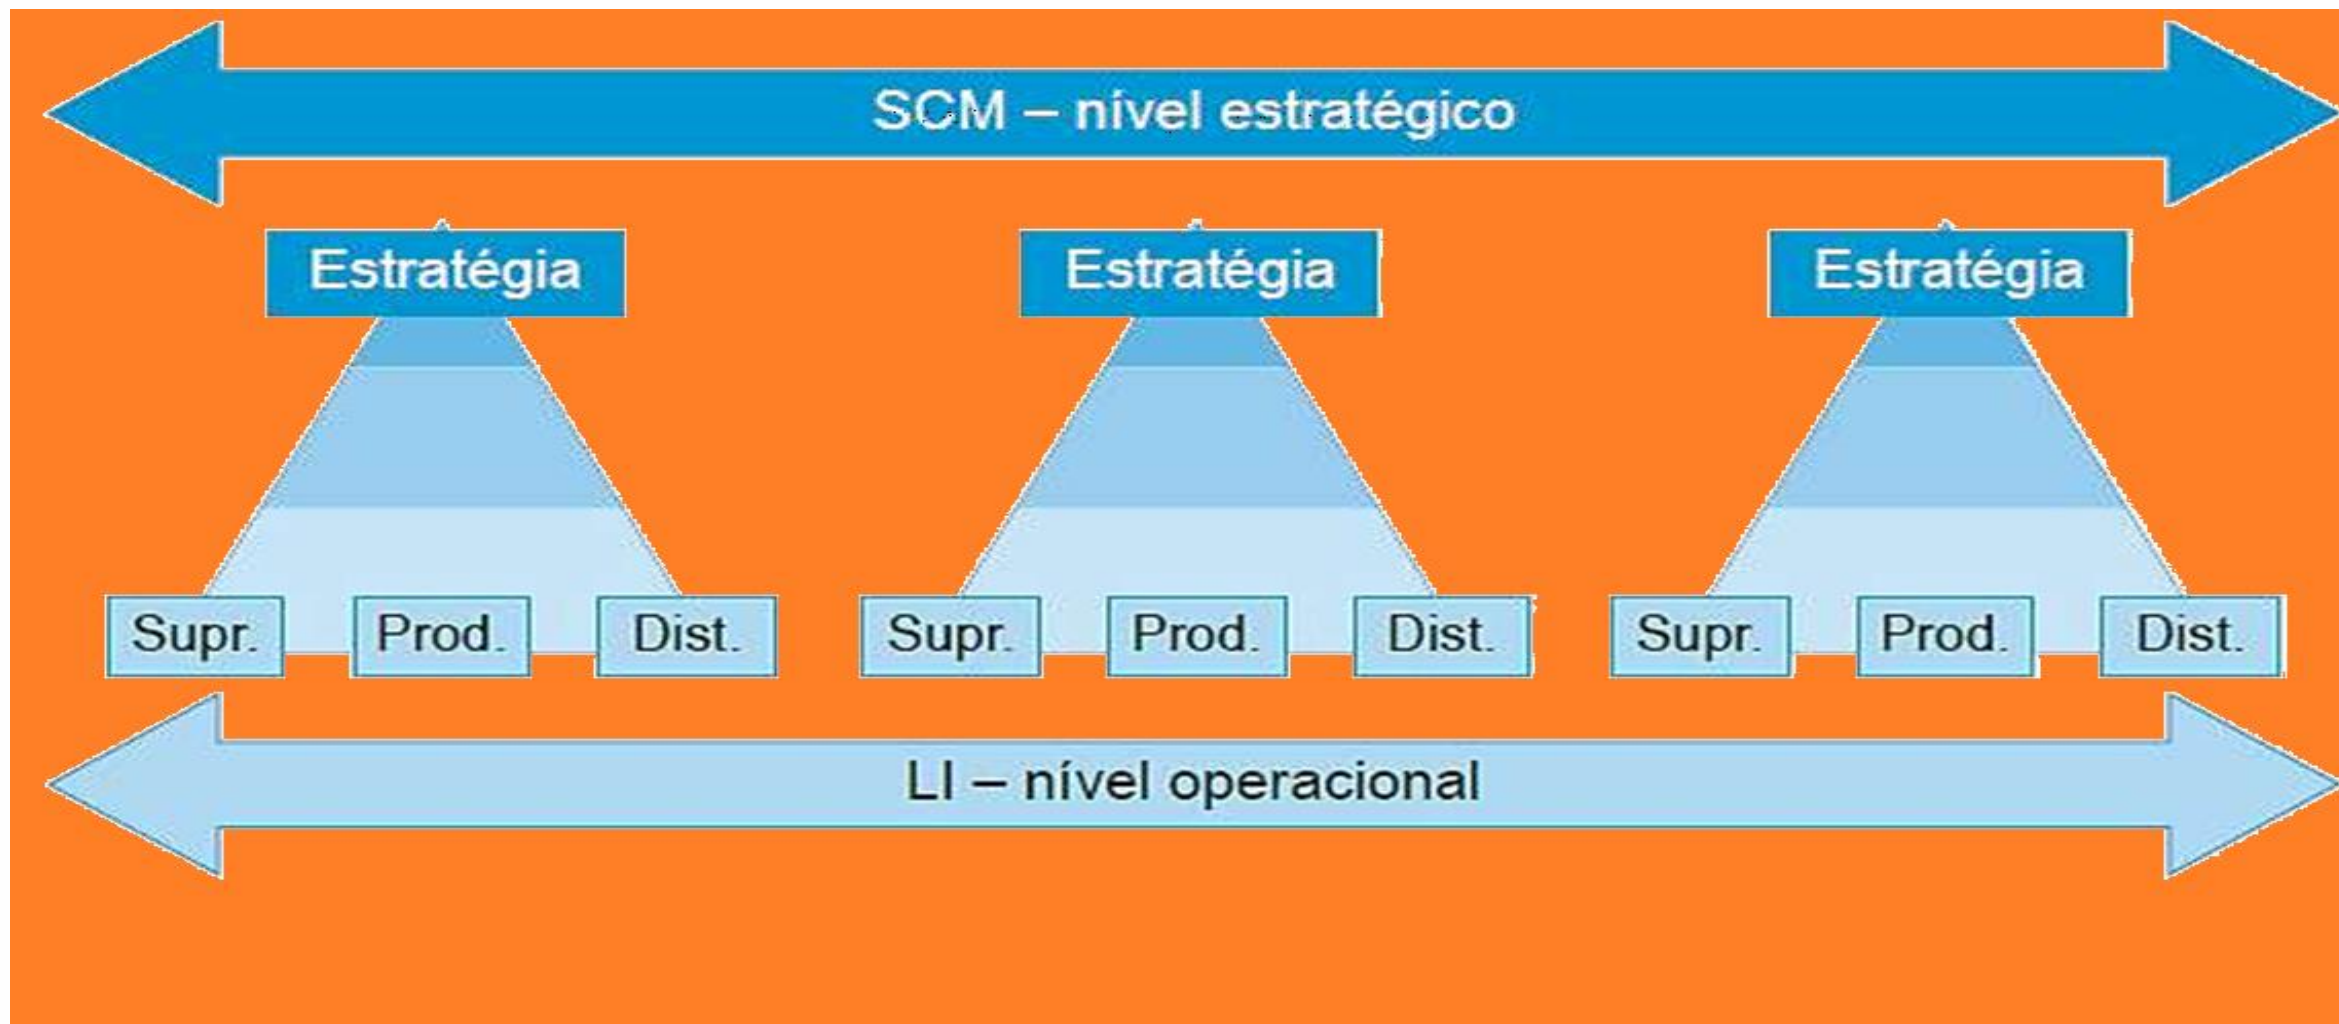 SCM – nível estratégico
Estratégia
Estratégia
Estratégia
Supr.
Prod.
Dist.
Supr.
Prod.
Dist.
Supr.
Prod.
Dist.
LI – nível operacional